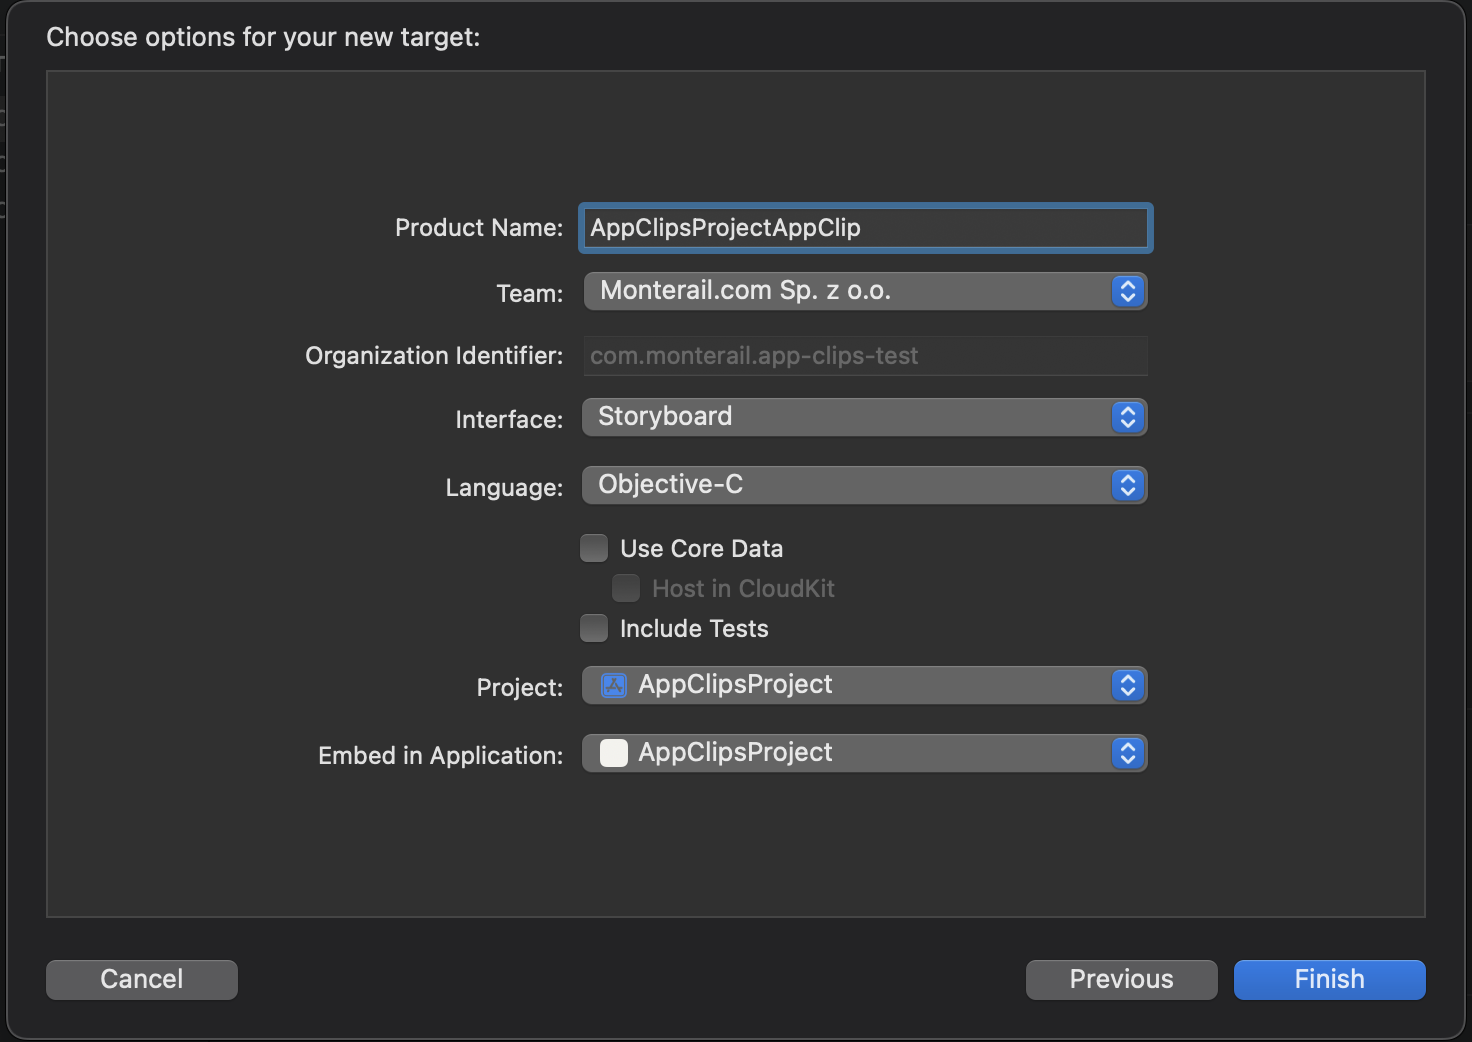 Choose options for your new target:
Product Name: AppClipsProjectAppClip
Team: Monterail.com Sp. z o.o.
Organization Identifier: com.monterail.app-clips-test
Interface: Storyboard
Language: Objective-C
Use Core Data
Host in CloudKit
Include Tests
Project: AppClipsProject
Embed in Application: AppClipsProject
Cancel Previous Finish